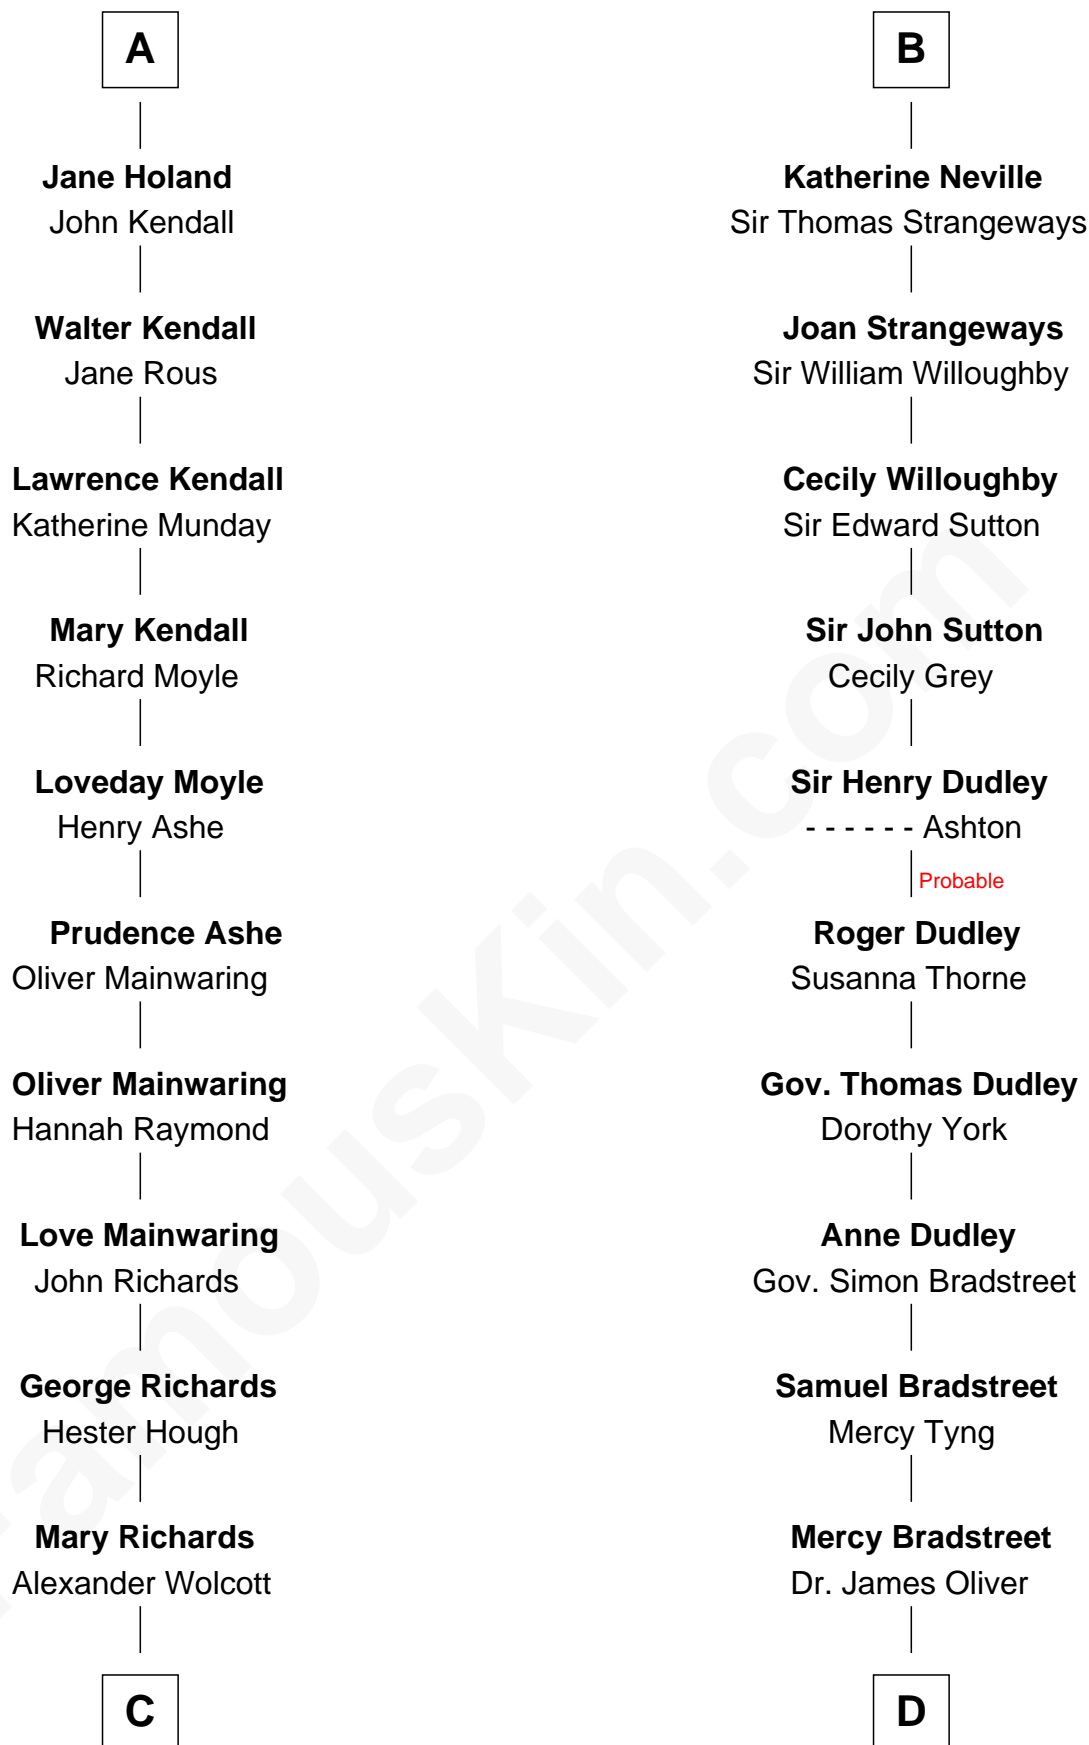 A
Jane Holand
John Kendall
Walter Kendall
Jane Rous
Lawrence Kendall
Katherine Munday
Mary Kendall
Richard Moyle
Loveday Moyle
Henry Ashe
Prudence Ashe
Oliver Mainwaring
Oliver Mainwaring
Hannah Raymond
Love Mainwaring
John Richards
George Richards
Hester Hough
Mary Richards
Alexander Wolcott
C
B
Katherine Neville
Sir Thomas Strangeways
Joan Strangeways
Sir William Willoughby
Cecily Willoughby
Sir Edward Sutton
Sir John Sutton
Cecily Grey
Sir Henry Dudley
- - - - - - Ashton
Probable
Roger Dudley
Susanna Thorne
Gov. Thomas Dudley
Dorothy York
Anne Dudley
Gov. Simon Bradstreet
Samuel Bradstreet
Mercy Tyng
Mercy Bradstreet
Dr. James Oliver
D
FamousKin.com